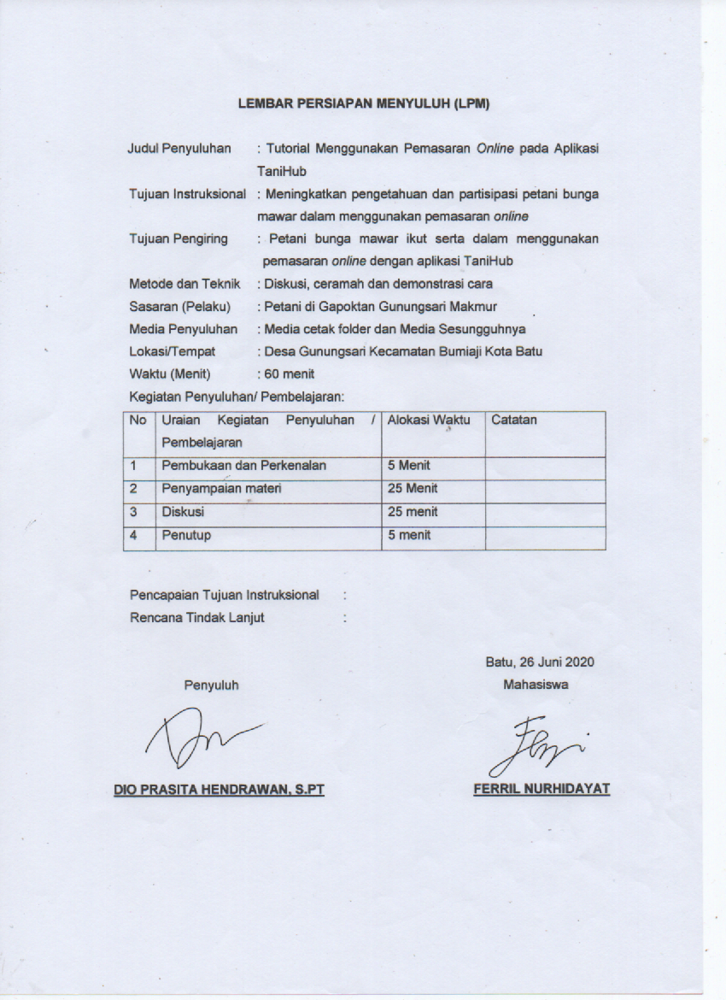 LEMBAR PERSIAPAN MENYULUH (LPM)
Judul Penyuluhan : Tutorial Menggunakan Pemasaran Online pada Aplikasi
TaniHub
Tujuan Instruksional : Meningkatkan pengetahuan dan partisipasi petani bunga
mawar dalam menggunakan pemasaran online
Tujuan Pengiring : Petani bunga mawar ikut serta dalam menggunakan
pemasaran online dengan aplikasi TaniHub
Metode dan Teknik : Diskusi, ceramah dan demonstrasi cara
Sasaran (Pelaku) : Petani di Gapoktan Gunungsari Makmur
Media Penyuluhan : Media cetak folder dan Media Sesungguhnya
Lokasi/Tempat : Desa Gunungsari Kecamatan Bumiaji Kota Batu
Waktu (Menit) : 60 menit
Kegiatan Penyuluhan/ Pembelajaran:
No Uraian Kegiatan Penyuluhan / Alokasi Waktu Catatan
Pembelajaran
1 Pembukaan dan Perkenalan 5 Menit
2 Penyampaian materi 25 Menit
3 Diskusi 25 menit
4 Penutup 5 menit
Pencapaian Tujuan Instruksional :
Rencana Tindak Lanjut :
Batu, 26 Juni 2020
Penyuluh Mahasiswa
DIO PRASITA HENDRAWAN, S.PT FERRIL NURHIDAYAT